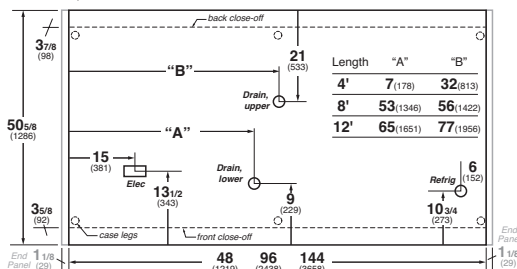 back close-off
3 7/8
(98)
21
(533)
"B"
Length "A" "B"
4' 7(178) 32(813)
8' 53(1346) 56(1422)
12' 65(1651) 77(1956)
Drain,
upper
50 5/8
(1286)
"A"
15
(381)
Elec
13 1/2
(343)
Drain,
lower
9
(229)
6
(152)
Refrig
10 3/4
(273)
3 5/8
(92)
case legs
front close-off
End
Panel
1 1/8
(29)
48 96 144
(1219) (2438) (3658)
End
Panel
1 1/8
(29)